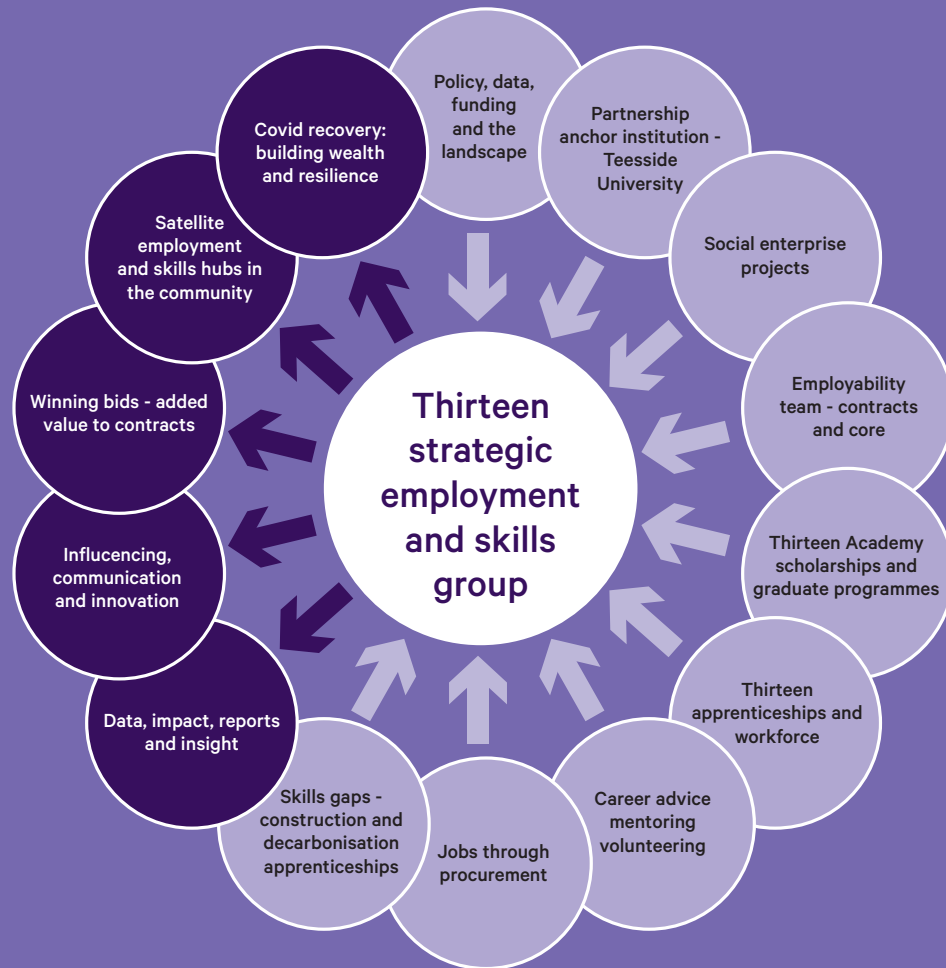 Policy, data,
funding
and the
landscape
Partnership
anchor institution -
Teesside
University
Social enterprise
projects
Employability
team - contracts
and core
Thirteen Academy
scholarships and
graduate programmes
Thirteen
apprenticeships and
workforce
Career advice
mentoring
volunteering
Jobs through
procurement
Skills gaps -
construction and
decarbonisation
apprenticeships
Data, impact, reports
and insight
Influcencing,
communication
and innovation
Winning bids - added
value to contracts
Satellite
employment
and skills hubs in
the community
Covid recovery:
building wealth
and resilience
Thirteen
strategic
employment
and skills
group